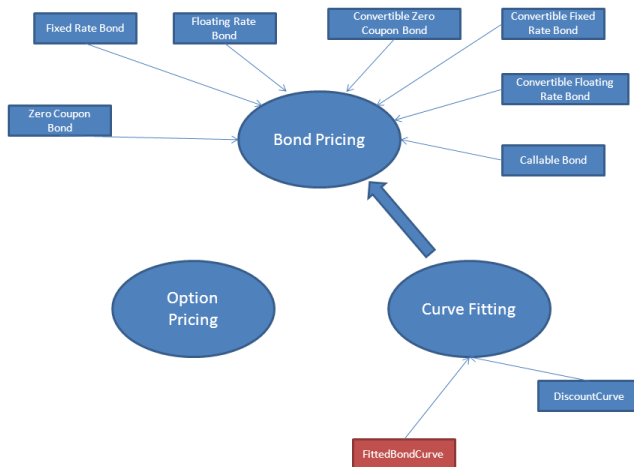 Fixed Rate Bond
Floating Rate
Bond
Convertible Zero
Coupon Bond
Convertible Fixed
Rate Bond
Convertible Floating
Rate Bond
Zero Coupon
Bond
Bond Pricing
Callable Bond
Option
Pricing
Curve Fitting
DiscountCurve
FittedBondCurve